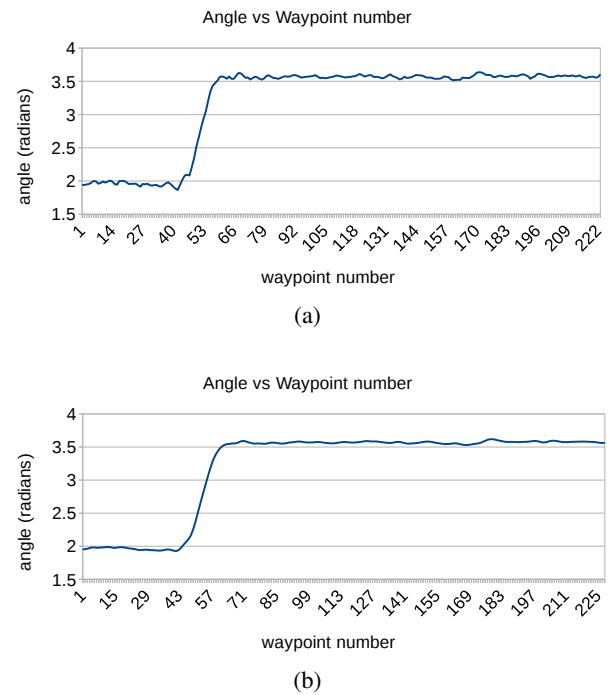 Angle vs Waypoint number
4
3.5
3
2.5
2
1.5
angle (radians)
1 14 27 40 53 66 79 92 105 118 131 144 157 170 183 196 209 222
waypoint number
(a)
Angle vs Waypoint number
4
3.5
3
2.5
2
1.5
angle (radians)
1 15 29 43 57 71 85 99 113 127 141 155 169 183 197 211 225
waypoint number
(b)